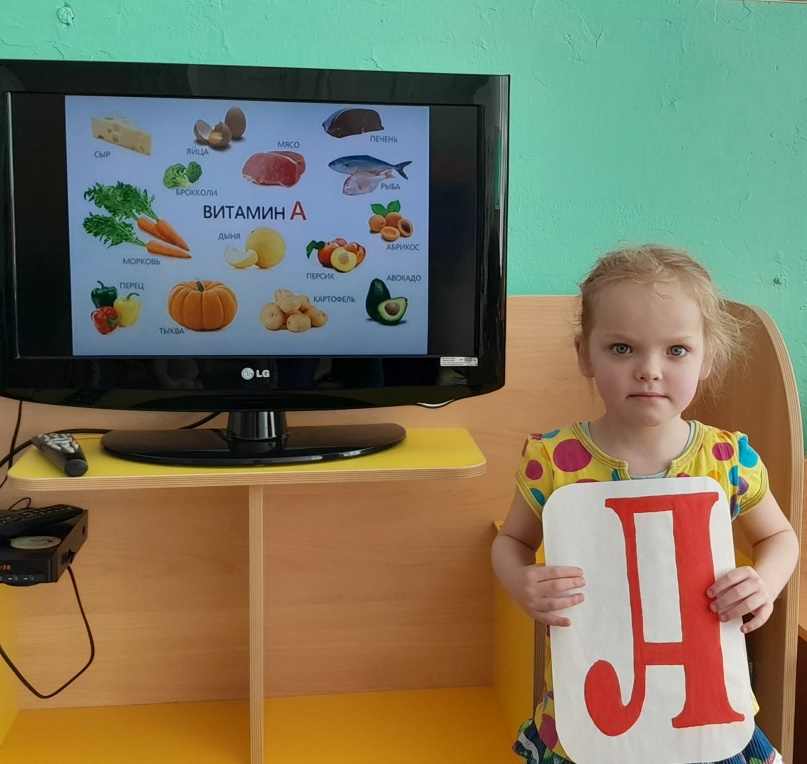 СЫР
ЯЙЦА
МЯСО
ПЕЧЕНЬ
БРОККОЛИ
РЫБА
ВИТАМИН А
МОРКОВЬ
ДЫНЯ
ПЕРСИК
АБРИКОС
ПЕРЕЦ
ТЫКВА
КАРТОФЕЛЬ
АВОКАДО
LG
А